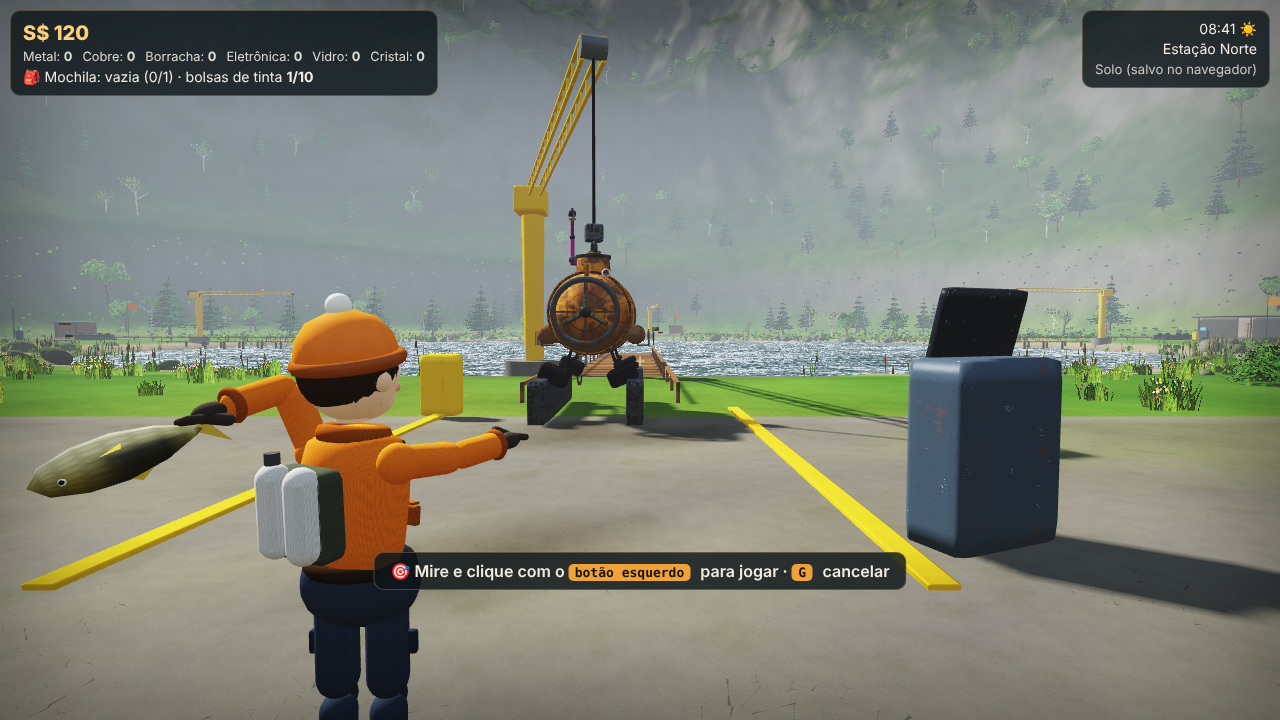 S$ 120
Metal: 0 Cobre: 0 Borracha: 0 Eletrônica: 0 Vidro: 0 Cristal: 0
🎒 Mochila: vazia (0/1) · bolsas de tinta 1/10
08:41 ☀️
Estação Norte
Solo (salvo no navegador)
🎯 Mire e clique com o botão esquerdo para jogar · G cancelar